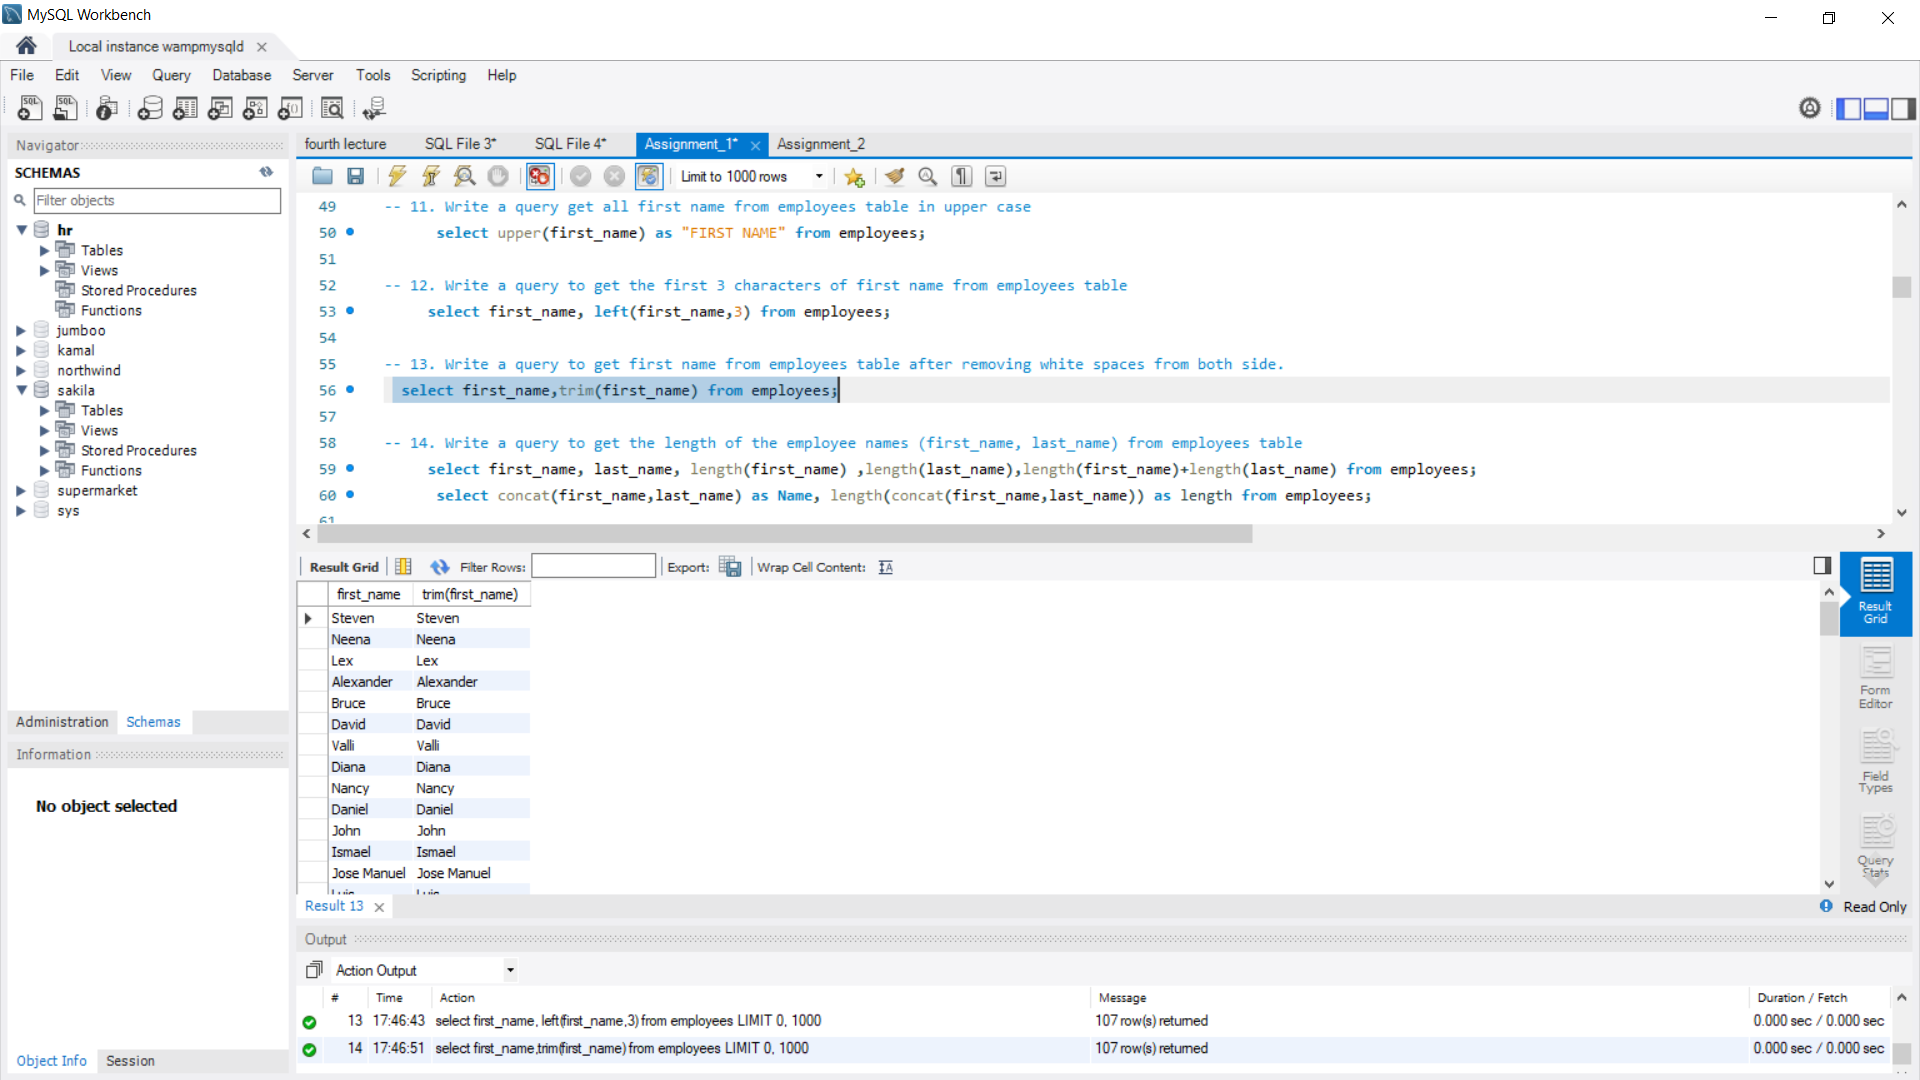 MySQL Workbench
Local instance wampmysqld
File Edit View Query Database Server Tools Scripting Help
Navigator
SCHEMAS
Filter objects
hr
Tables
Views
Stored Procedures
Functions
jumboo
kamal
northwind
sakila
Tables
Views
Stored Procedures
Functions
supermarket
sys
Administration Schemas
Information
No object selected
Object Info Session
fourth lecture SQL File 3* SQL File 4* Assignment_1* Assignment_2
Limit to 1000 rows
49 -- 11. Write a query get all first name from employees table in upper case
50 select upper(first_name) as "FIRST NAME" from employees;
51
52 -- 12. Write a query to get the first 3 characters of first name from employees table
53 select first_name, left(first_name,3) from employees;
54
55 -- 13. Write a query to get first name from employees table after removing white spaces from both side.
56 select first_name,trim(first_name) from employees;
57
58 -- 14. Write a query to get the length of the employee names (first_name, last_name) from employees table
59 select first_name, last_name, length(first_name) ,length(last_name),length(first_name)+length(last_name) from employees;
60 select concat(first_name,last_name) as Name, length(concat(first_name,last_name)) as length from employees;
61
Result Grid Filter Rows: Export: Wrap Cell Content:
first_name trim(first_name)
Steven Steven
Neena Neena
Lex Lex
Alexander Alexander
Bruce Bruce
David David
Valli Valli
Diana Diana
Nancy Nancy
Daniel Daniel
John John
Ismael Ismael
Jose Manuel Jose Manuel
Luis Luis
Result Grid
Form Editor
Field Types
Query Stats
Result 13
Read Only
Output
Action Output
# Time Action Message Duration / Fetch
13 17:46:43 select first_name, left(first_name,3) from employees LIMIT 0, 1000 107 row(s) returned 0.000 sec / 0.000 sec
14 17:46:51 select first_name,trim(first_name) from employees LIMIT 0, 1000 107 row(s) returned 0.000 sec / 0.000 sec